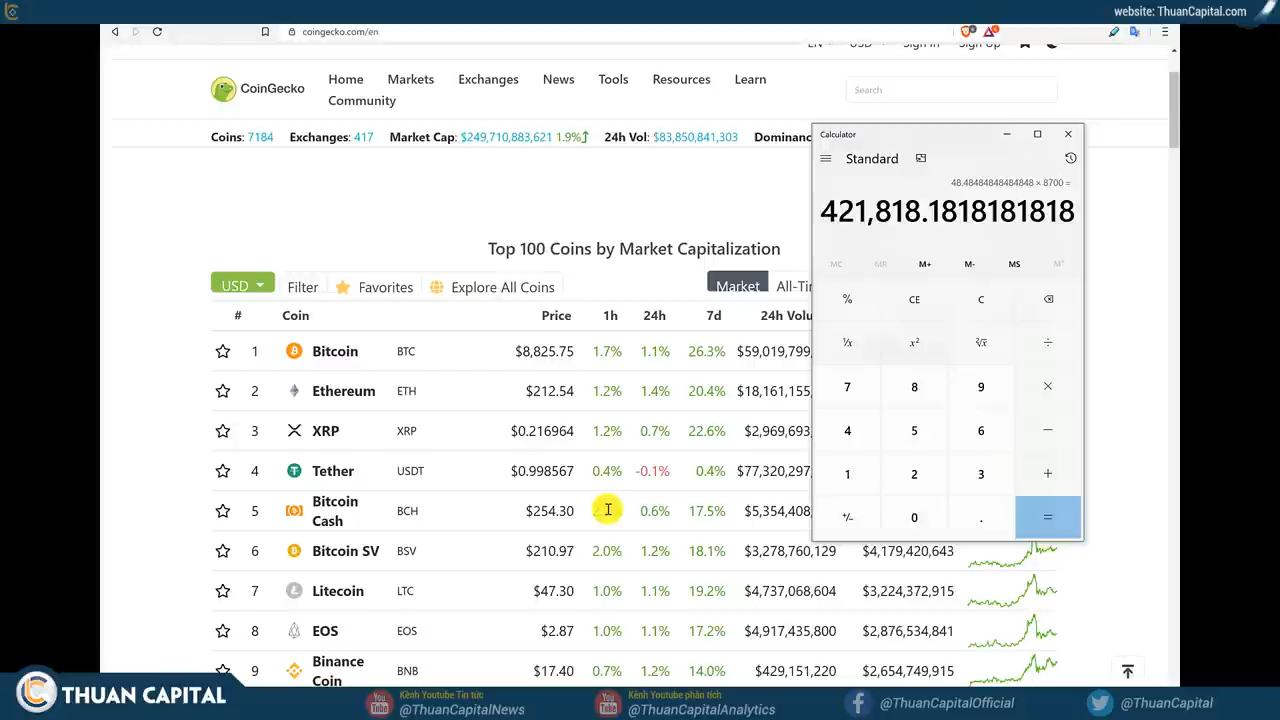 website: ThuanCapital.com
coingecko.com/en
EN USD Sign In Sign Up
CoinGecko
Home Markets Exchanges News Tools Resources Learn
Community
Search
Coins: 7184 Exchanges: 417 Market Cap: $249,710,883,621 1.9% 24h Vol: $83,850,841,303 Dominanc
Calculator
Standard
48.48484848484848 × 8700 =
421,818.1818181818
MC MR M+ M- MS M˅
% CE C
⅟x x² ²√x ÷
7 8 9 ×
4 5 6 −
1 2 3 +
+/- 0 . =
Top 100 Coins by Market Capitalization
USD Filter Favorites Explore All Coins Market All-Ti
# Coin Price 1h 24h 7d 24h Volu
1 Bitcoin BTC $8,825.75 1.7% 1.1% 26.3% $59,019,799,
2 Ethereum ETH $212.54 1.2% 1.4% 20.4% $18,161,155,
3 XRP XRP $0.216964 1.2% 0.7% 22.6% $2,969,693,
4 Tether USDT $0.998567 0.4% -0.1% 0.4% $77,320,297,
5 Bitcoin Cash BCH $254.30 0.6% 17.5% $5,354,408,
6 Bitcoin SV BSV $210.97 2.0% 1.2% 18.1% $3,278,760,129 $4,179,420,643
7 Litecoin LTC $47.30 1.0% 1.1% 19.2% $4,737,068,604 $3,224,372,915
8 EOS EOS $2.87 1.0% 1.1% 17.2% $4,917,435,800 $2,876,534,841
9 Binance Coin BNB $17.40 0.7% 1.2% 14.0% $429,151,220 $2,654,749,915
THUAN CAPITAL
Kênh Youtube Tin tức
@ThuanCapitalNews
Kênh Youtube phân tích
@ThuanCapitalAnalytics
@ThuanCapitalOfficial
@ThuanCapital